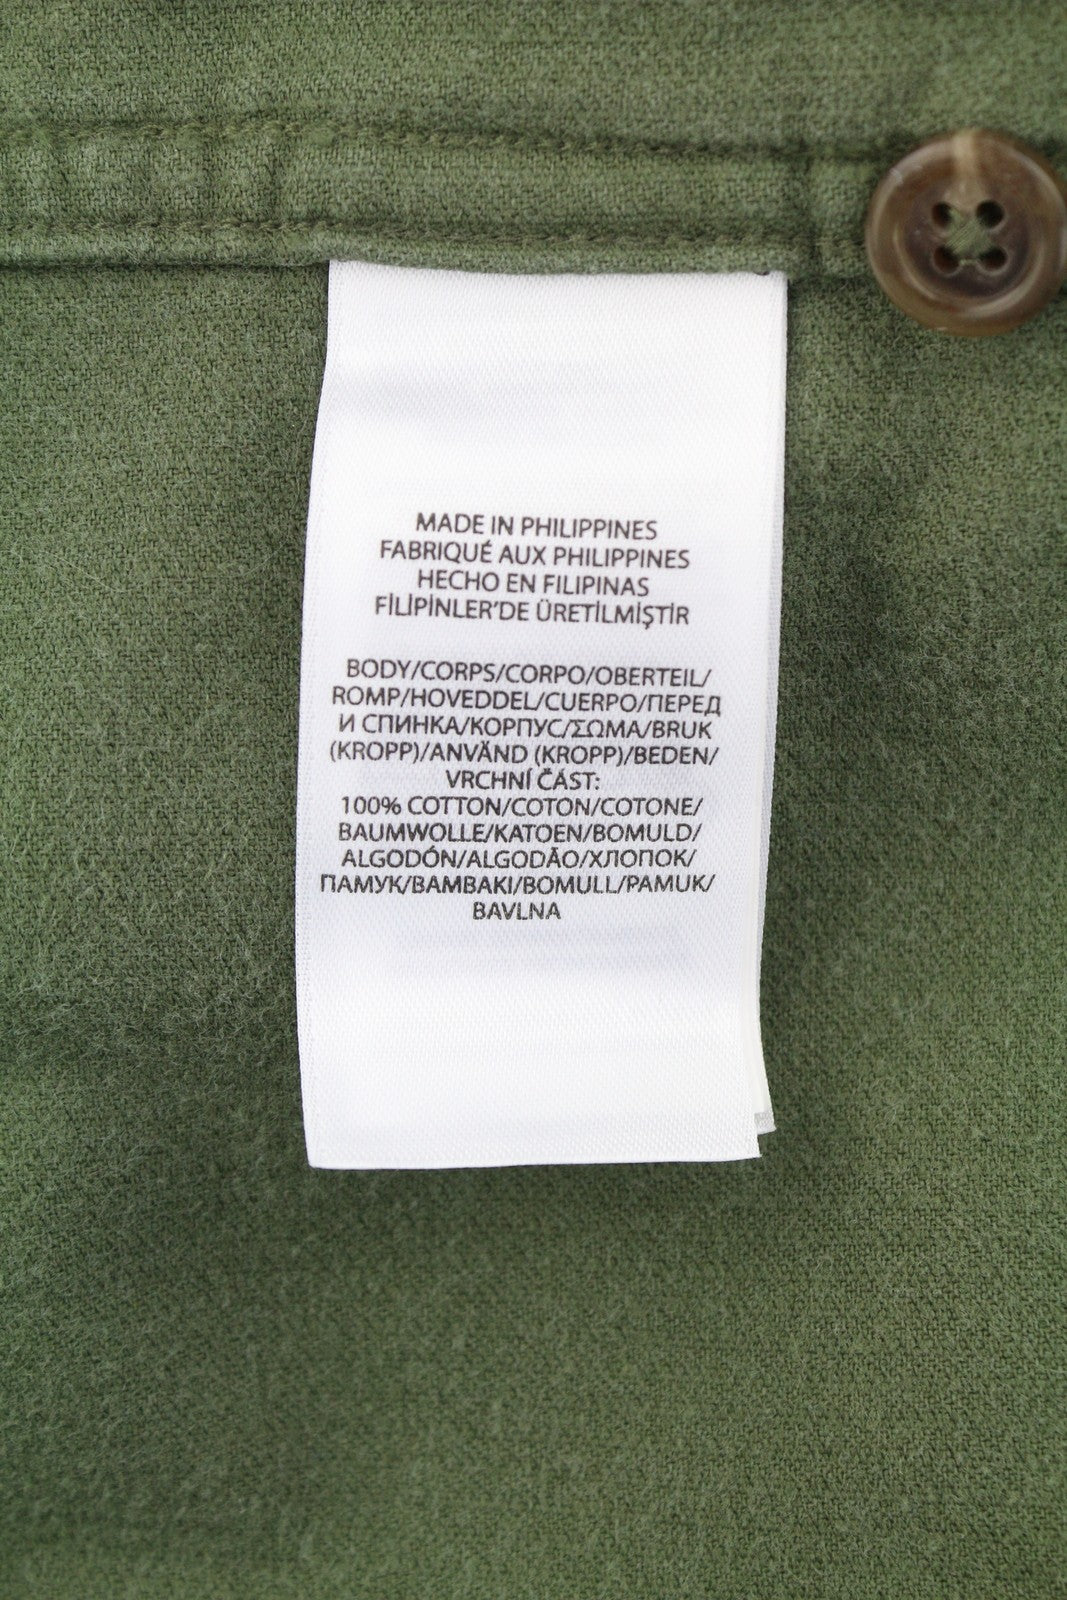 MADE IN PHILIPPINES
FABRIQUÉ AUX PHILIPPINES
HECHO EN FILIPINAS
FİLİPİNLER'DE ÜRETİLMİŞTİR
BODY/CORPS/CORPO/OBERTEIL/
ROMP/HOVEDDEL/CUERPO/ПЕРЕД
И СПИНКА/КОРПУС/ΣΩΜΑ/BRUK
(KROPP)/ANVÄND (KROPP)/BEDEN/
VRCHNÍ ČÁST:
100% COTTON/COTON/COTONE/
BAUMWOLLE/KATOEN/BOMULD/
ALGODÓN/ALGODÃO/ХЛОПОК/
ПАМУК/ΒΑΜΒΑΚΙ/BOMULL/PAMUK/
BAVLNA